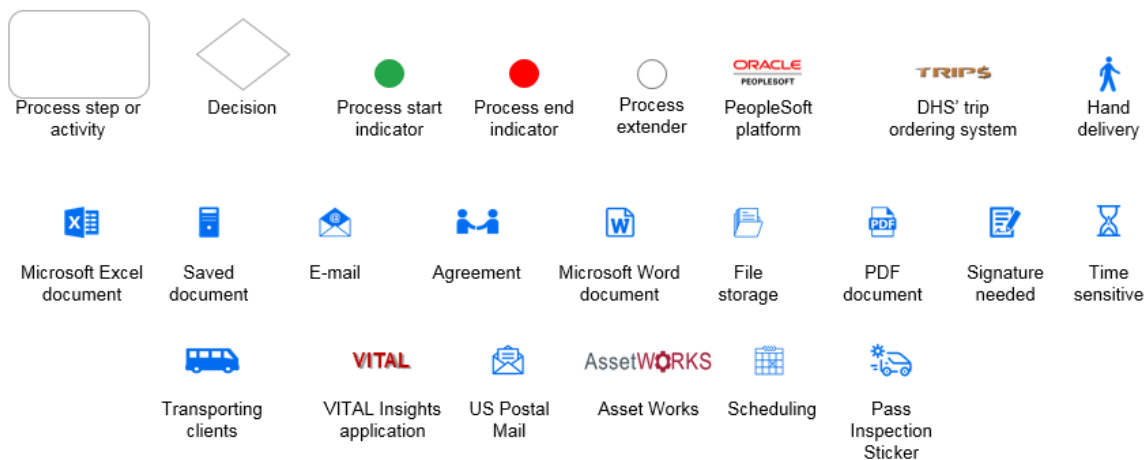 ORACLE
PEOPLESOFT
TRIP$
Process step or
activity
Decision
Process start
indicator
Process end
indicator
Process
extender
PeopleSoft
platform
DHS' trip
ordering system
Hand
delivery
X
@
W
PDF
Microsoft Excel
document
Saved
document
E-mail
Agreement
Microsoft Word
document
File
storage
PDF
document
Signature
needed
Time
sensitive
VITAL
AssetWORKS
Transporting
clients
VITAL Insights
application
US Postal
Mail
Asset Works
Scheduling
Pass
Inspection
Sticker